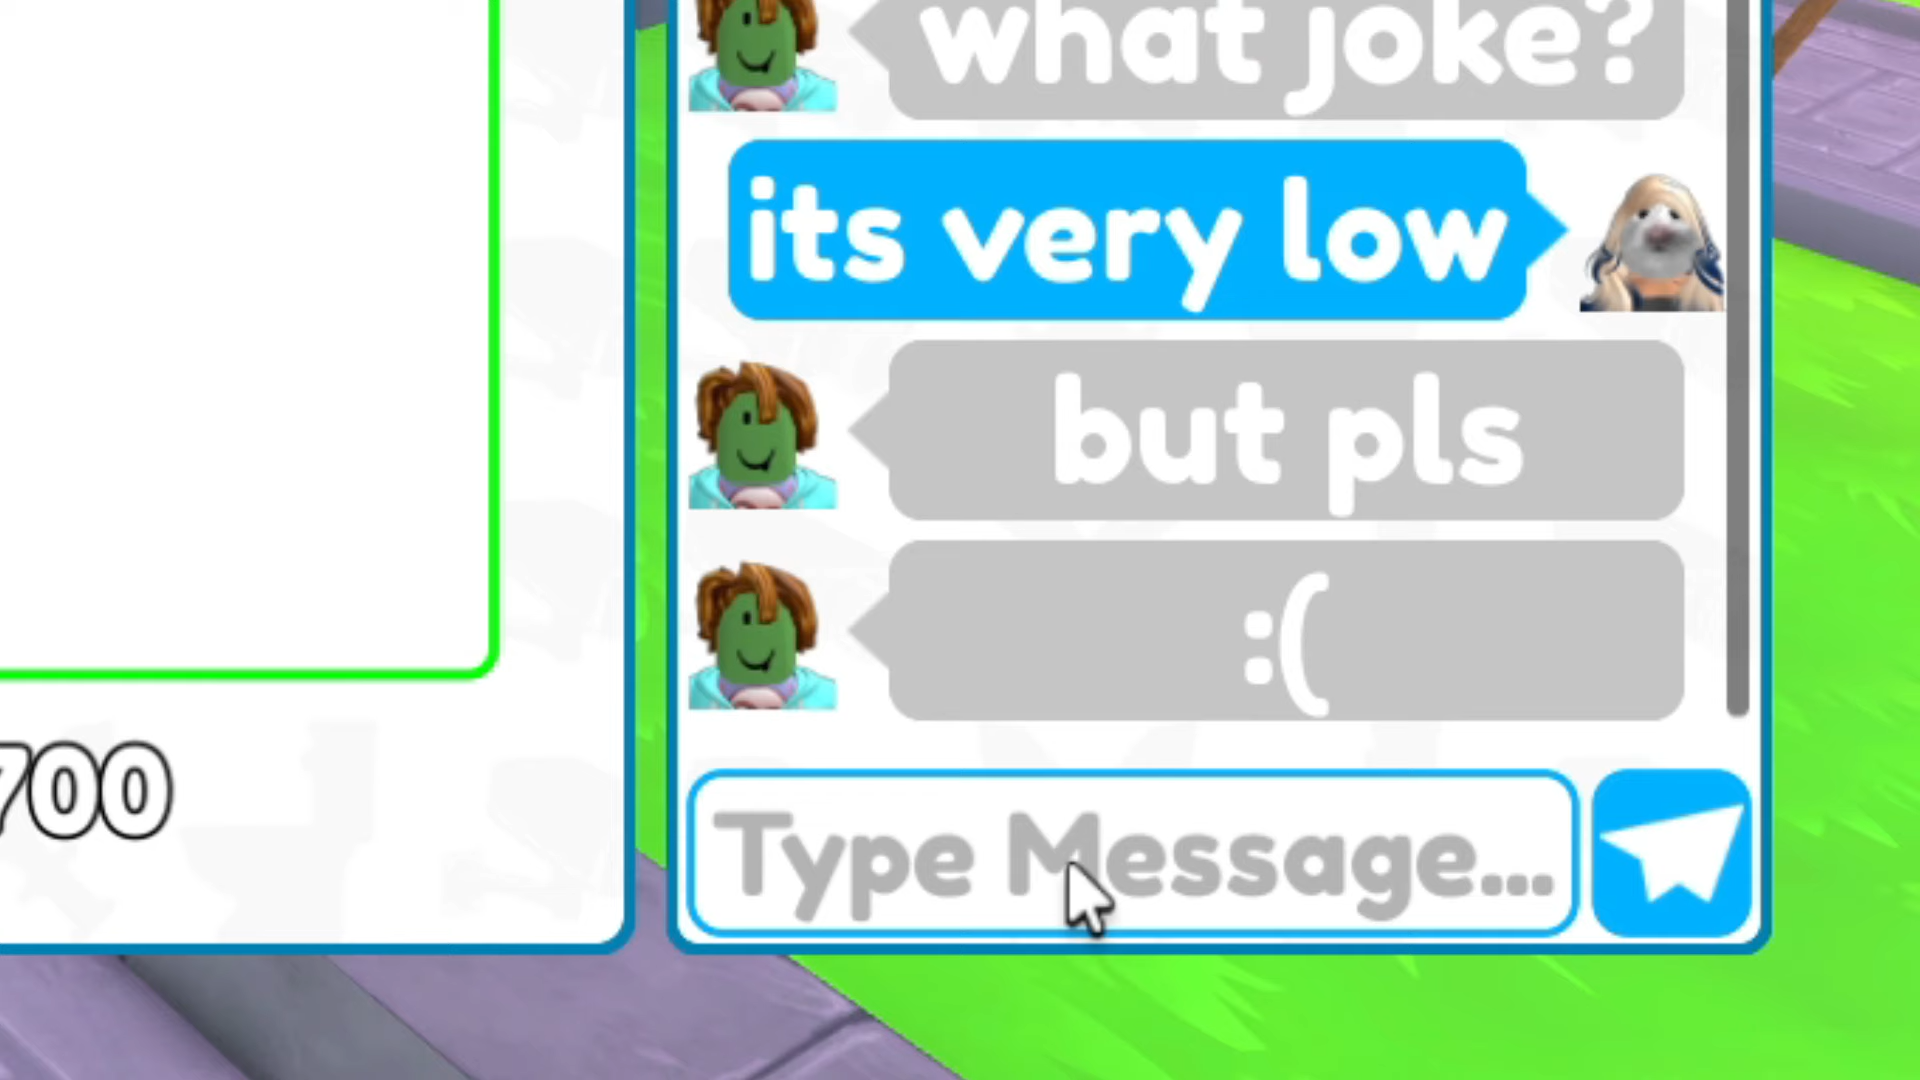 what joke?
its very low
but pls
:(
700
Type Message...